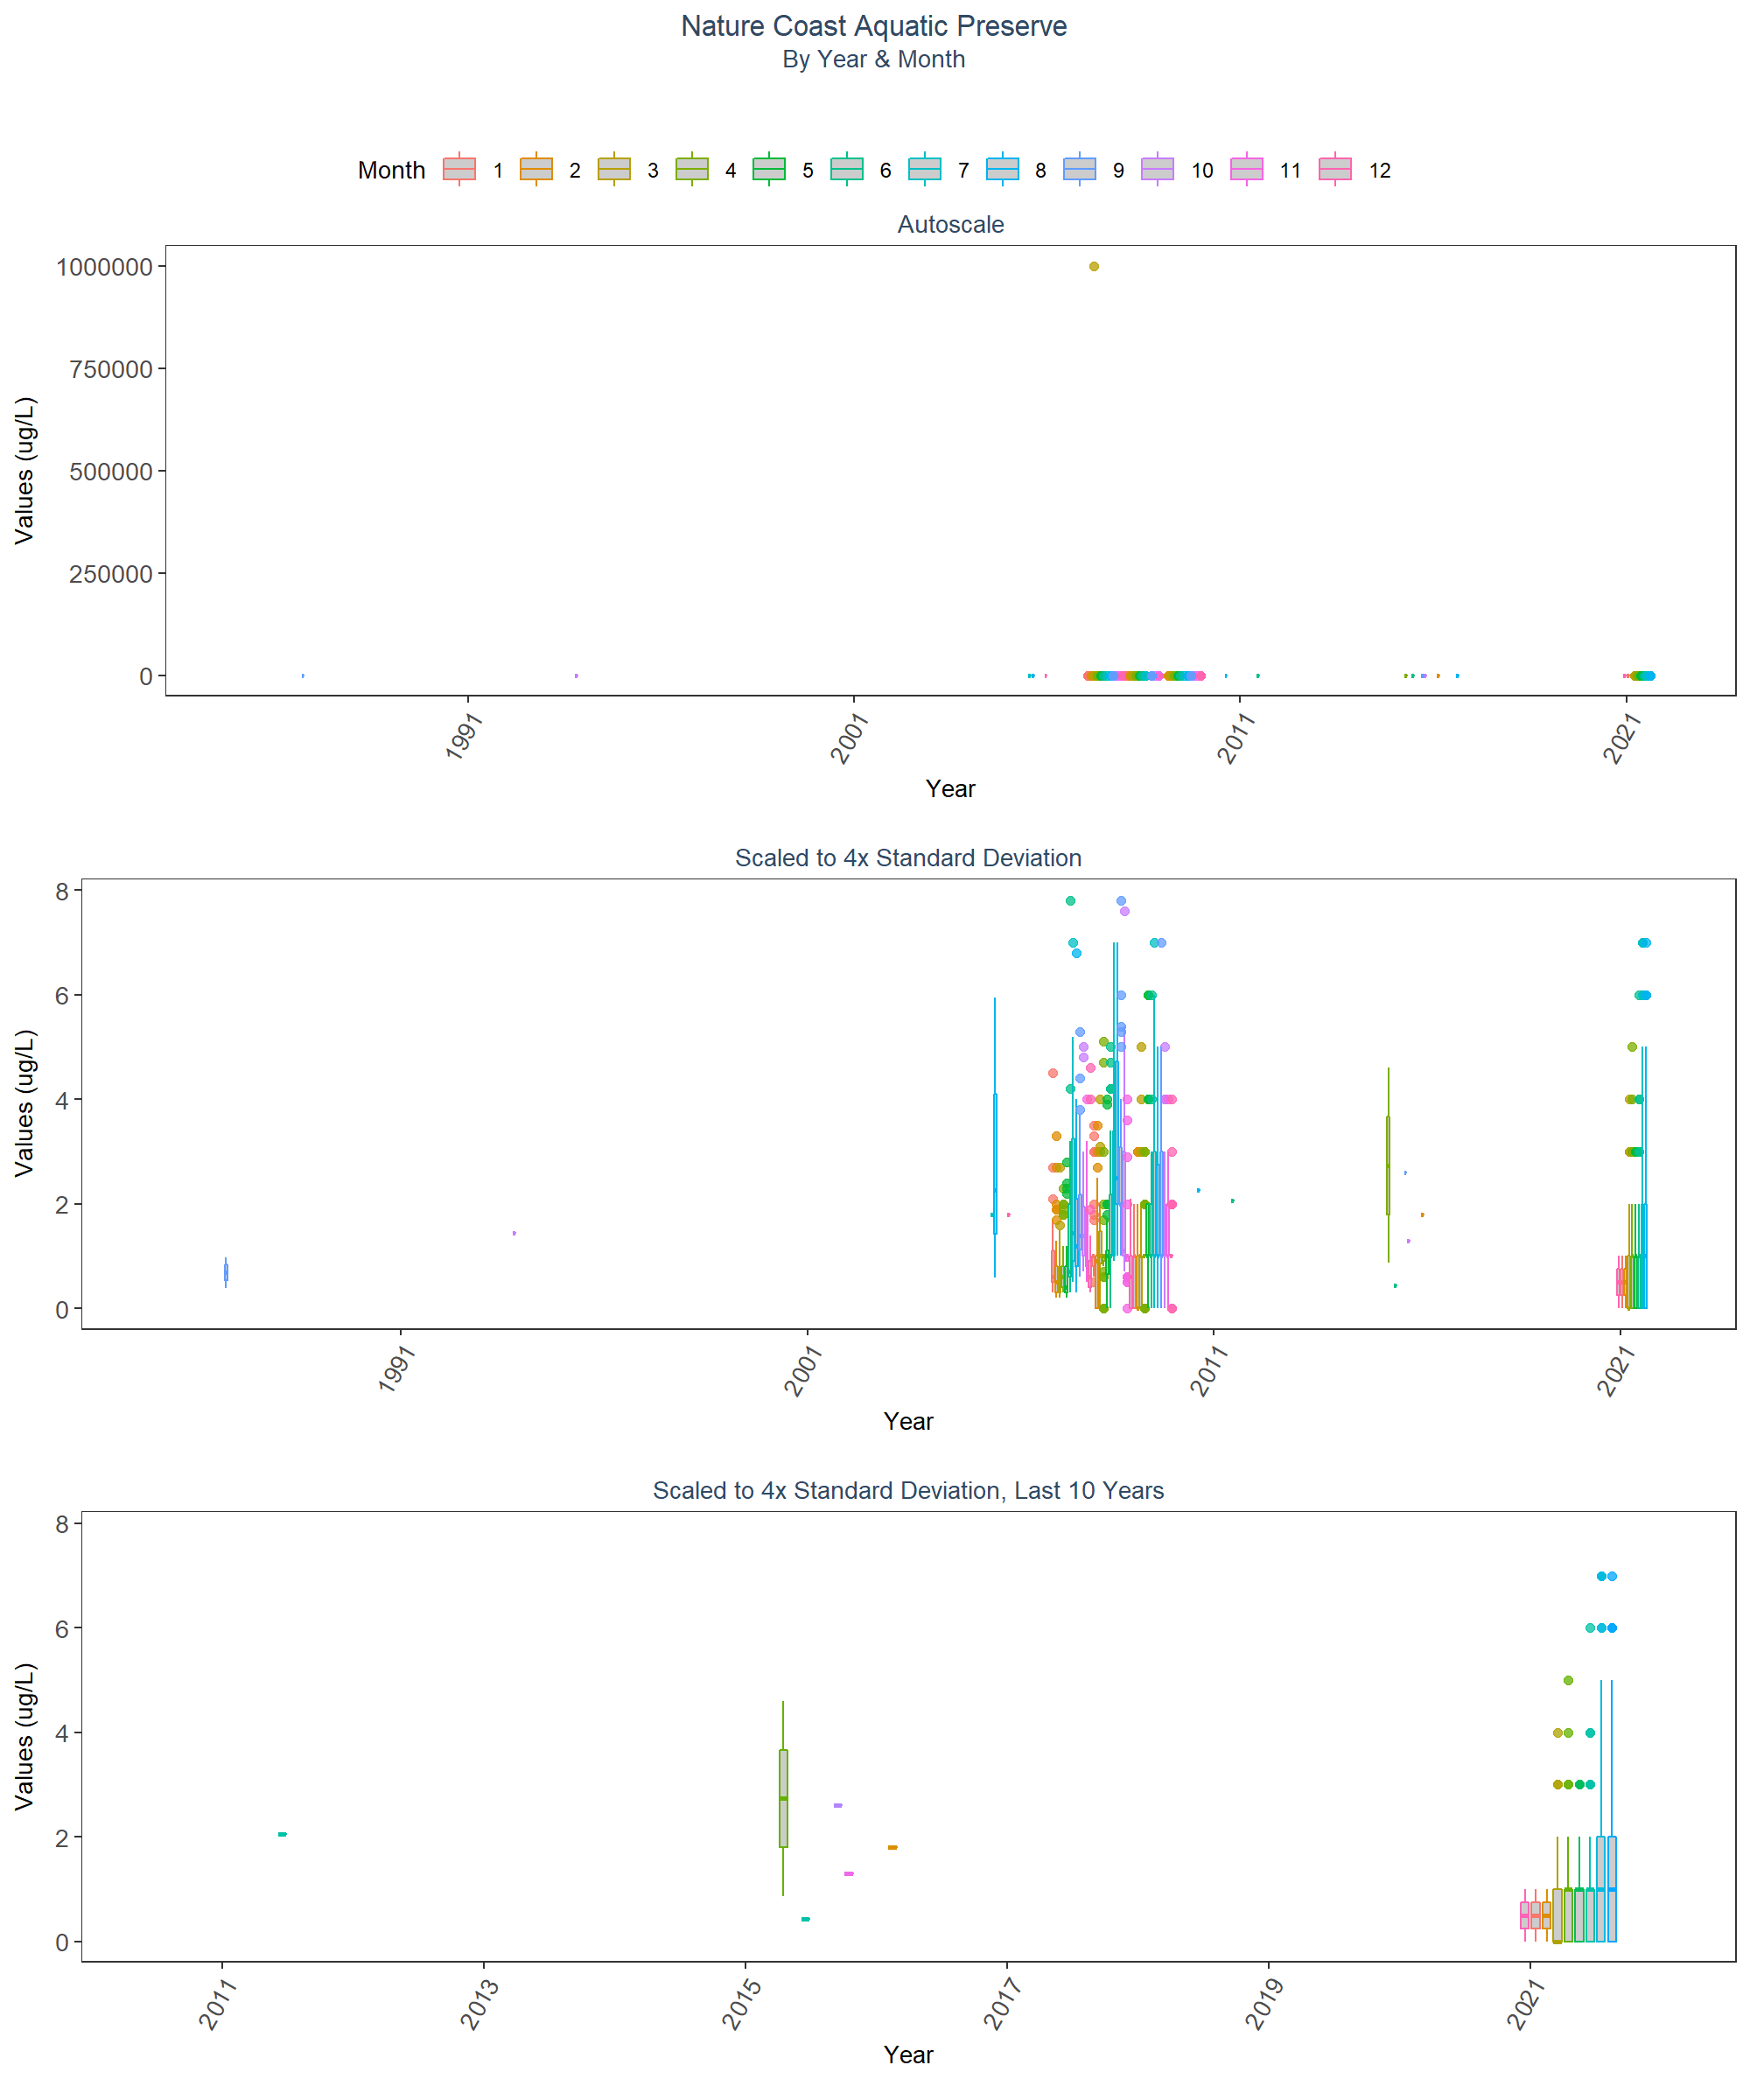 Nature Coast Aquatic Preserve
By Year & Month
Month 1 2 3 4 5 6 7 8 9 10 11 12
Autoscale
1000000
750000
500000
250000
0
Values (ug/L)
1991 2001 2011 2021
Year
Scaled to 4x Standard Deviation
8
6
4
2
0
Values (ug/L)
1991 2001 2011 2021
Year
Scaled to 4x Standard Deviation, Last 10 Years
8
6
4
2
0
Values (ug/L)
2011 2013 2015 2017 2019 2021
Year